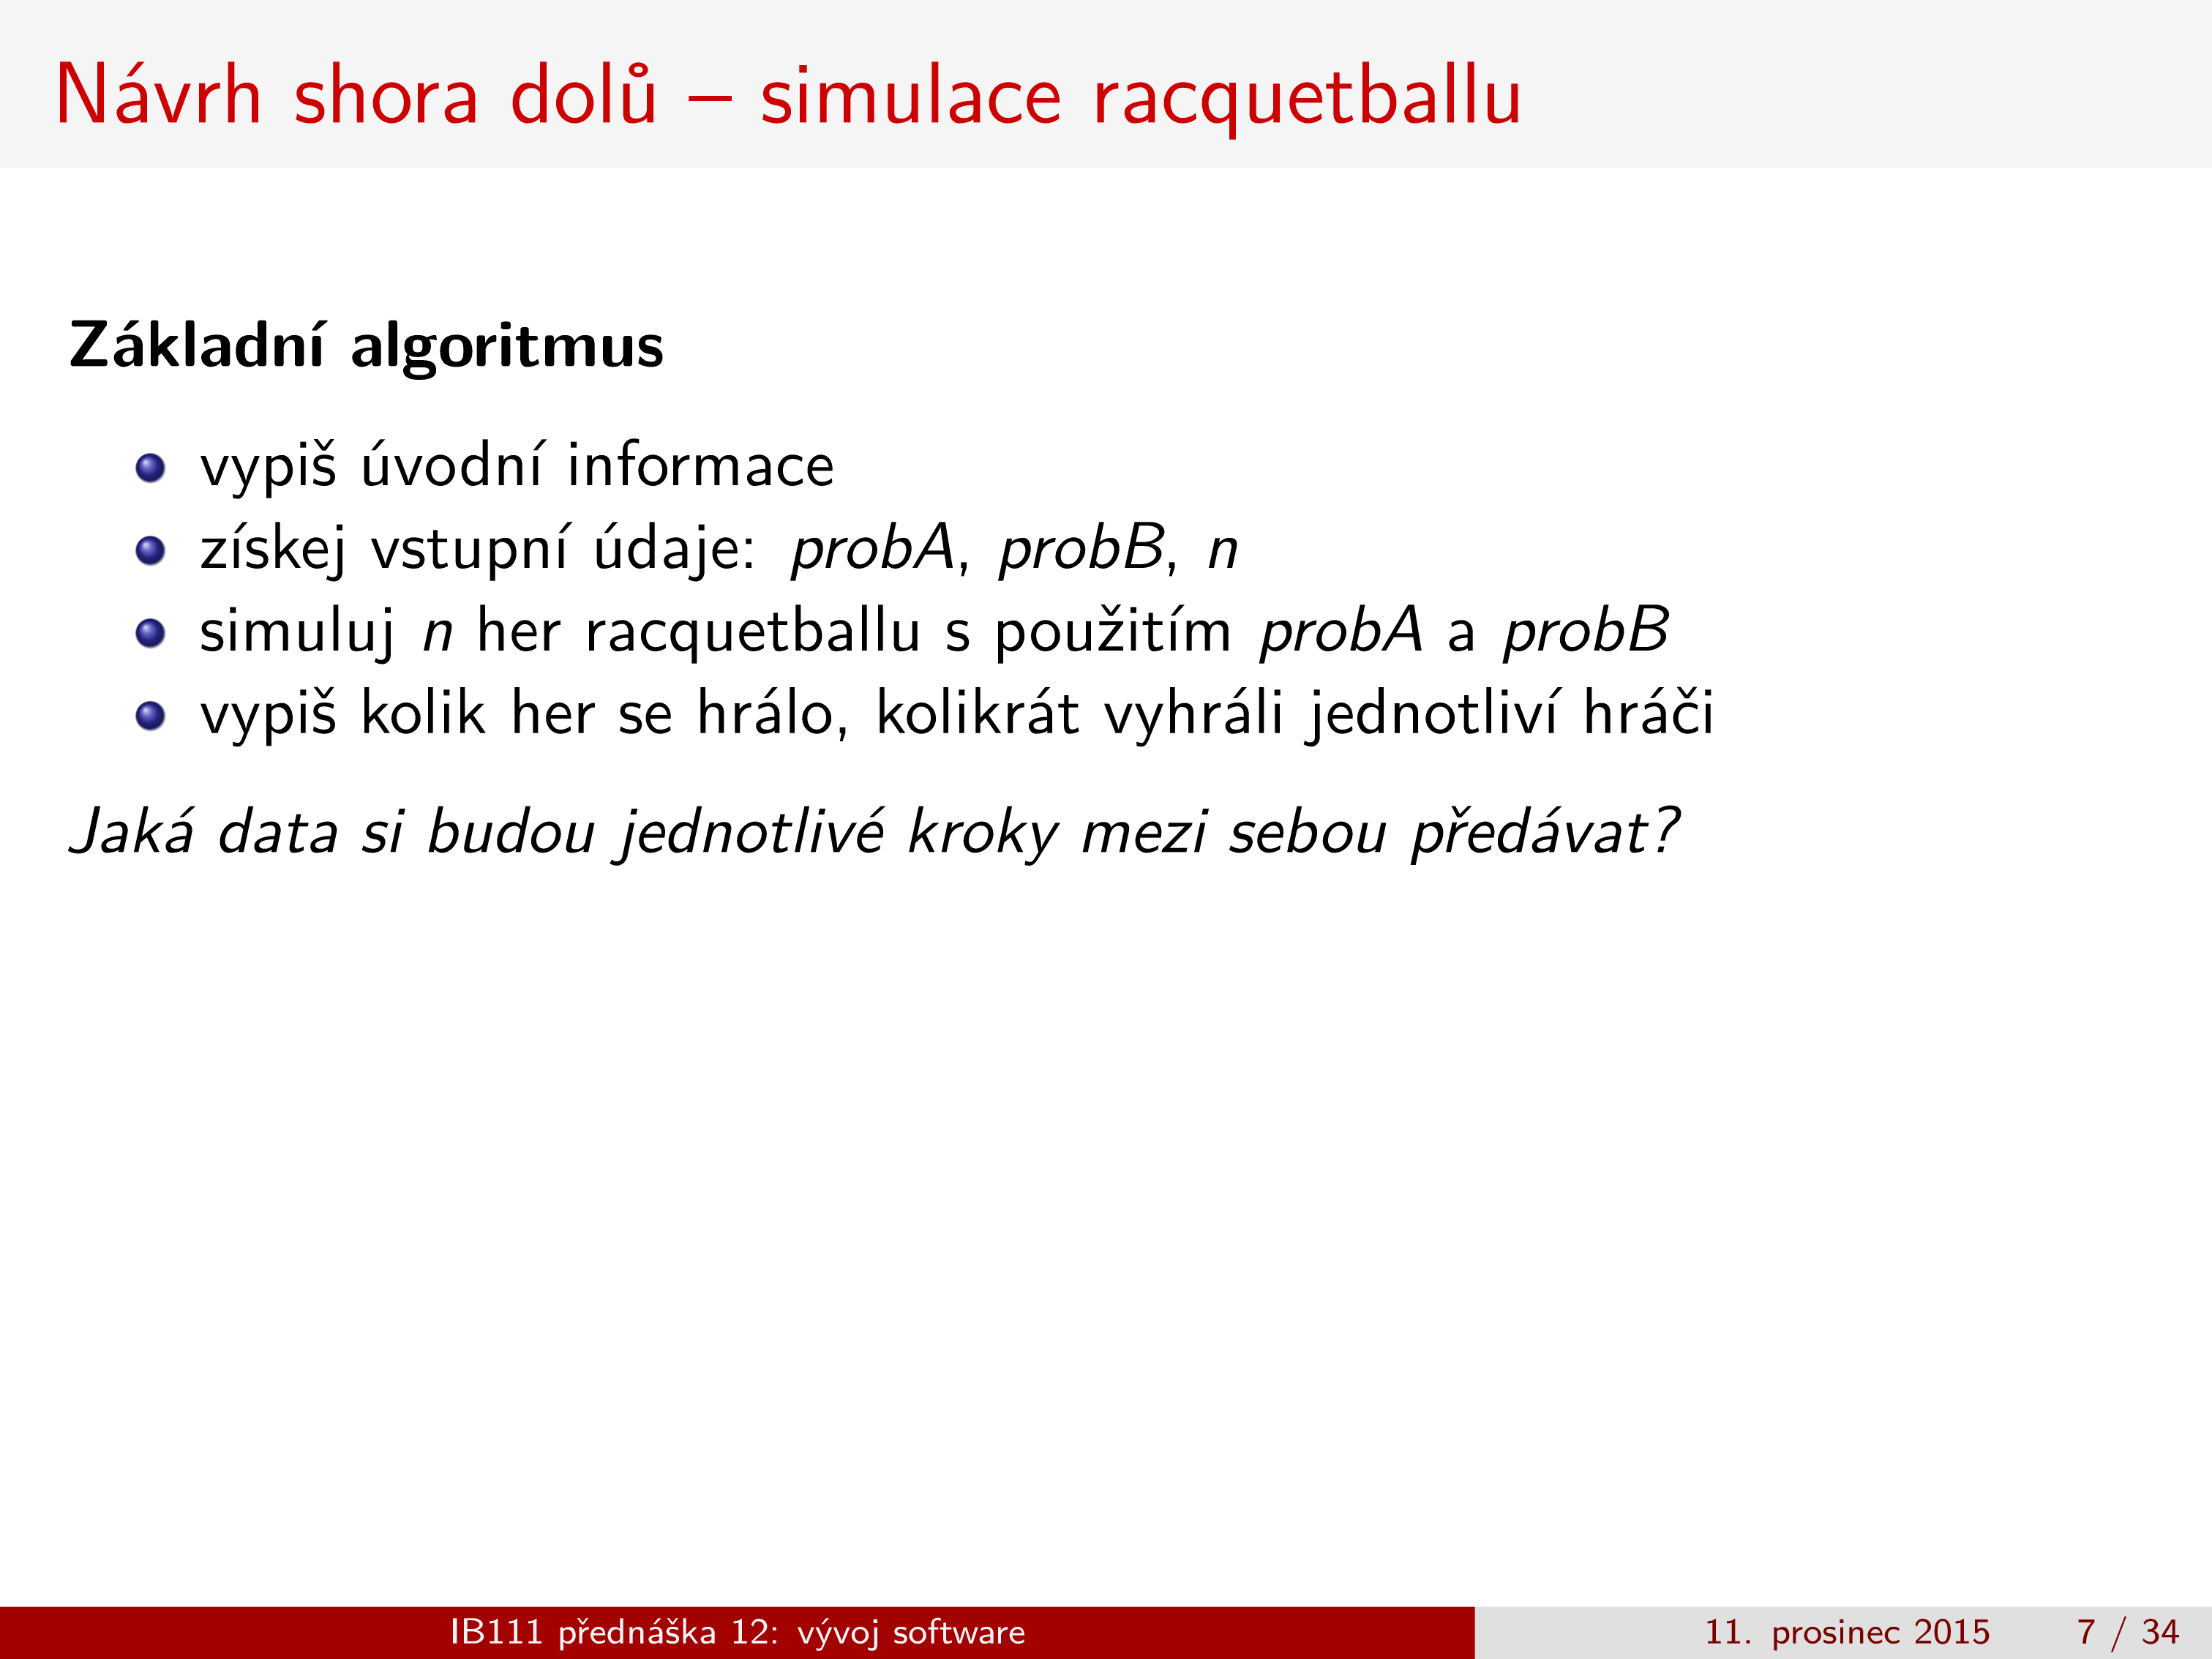 Návrh shora dolů – simulace racquetballu
Základní algoritmus
vypiš úvodní informace
získej vstupní údaje: probA, probB, n
simuluj n her racquetballu s použitím probA a probB
vypiš kolik her se hrálo, kolikrát vyhráli jednotliví hráči
Jaká data si budou jednotlivé kroky mezi sebou předávat?
IB111 přednáška 12: vývoj software 11. prosinec 2015 7 / 34